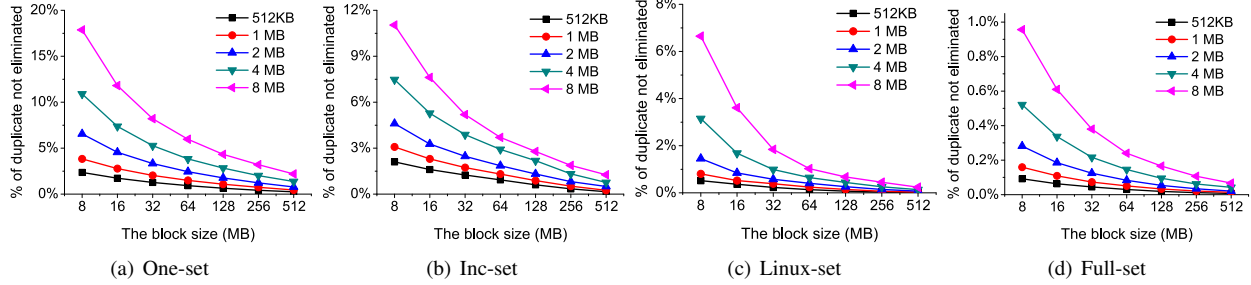 % of duplicate not eliminated
20%
15%
10%
5%
0%
512KB
1 MB
2 MB
4 MB
8 MB
8 16 32 64 128 256 512
The block size (MB)
(a) One-set
% of duplicate not eliminated
12%
9%
6%
3%
0%
512KB
1 MB
2 MB
4 MB
8 MB
8 16 32 64 128 256 512
The block size (MB)
(b) Inc-set
% of duplicate not eliminated
8%
6%
4%
2%
0%
512KB
1 MB
2 MB
4 MB
8 MB
8 16 32 64 128 256 512
The block size (MB)
(c) Linux-set
% of duplicate not eliminated
1.0%
0.8%
0.6%
0.4%
0.2%
0.0%
512KB
1 MB
2 MB
4 MB
8 MB
8 16 32 64 128 256 512
The block size (MB)
(d) Full-set